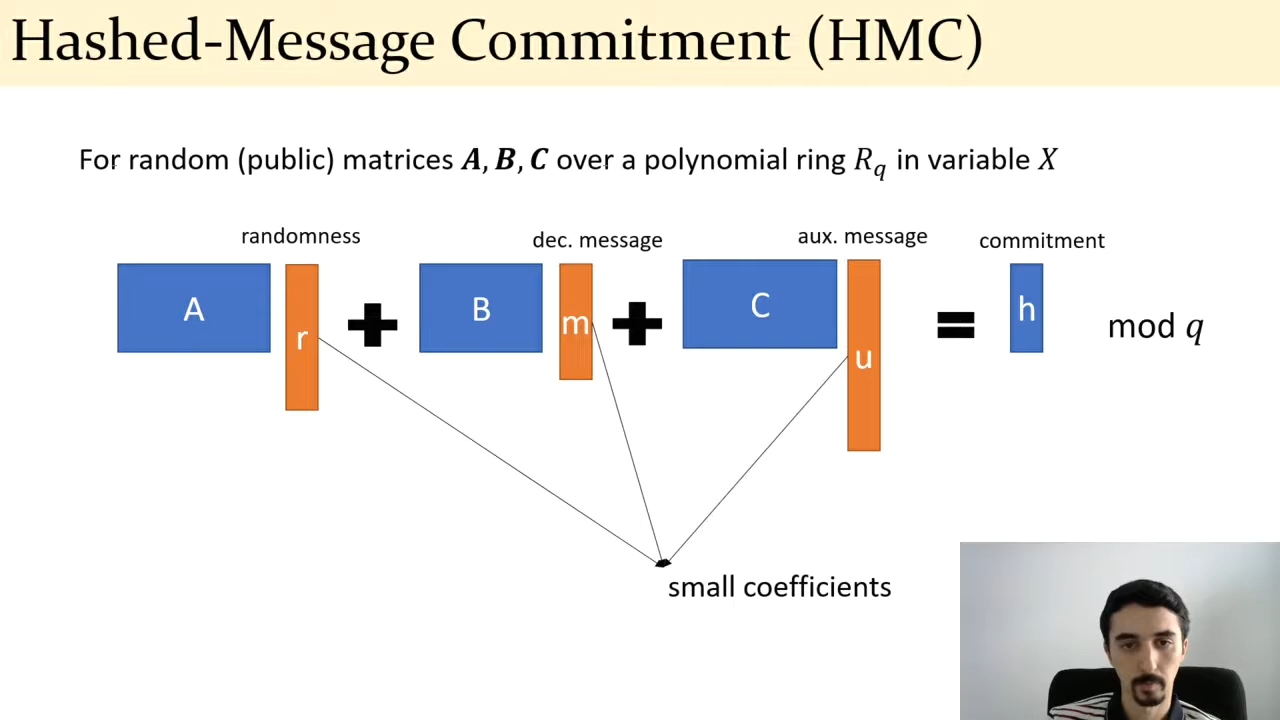 Hashed-Message Commitment (HMC)
For random (public) matrices A, B, C over a polynomial ring R_q in variable X
randomness dec. message aux. message commitment
A r + B m + C u = h mod q
small coefficients